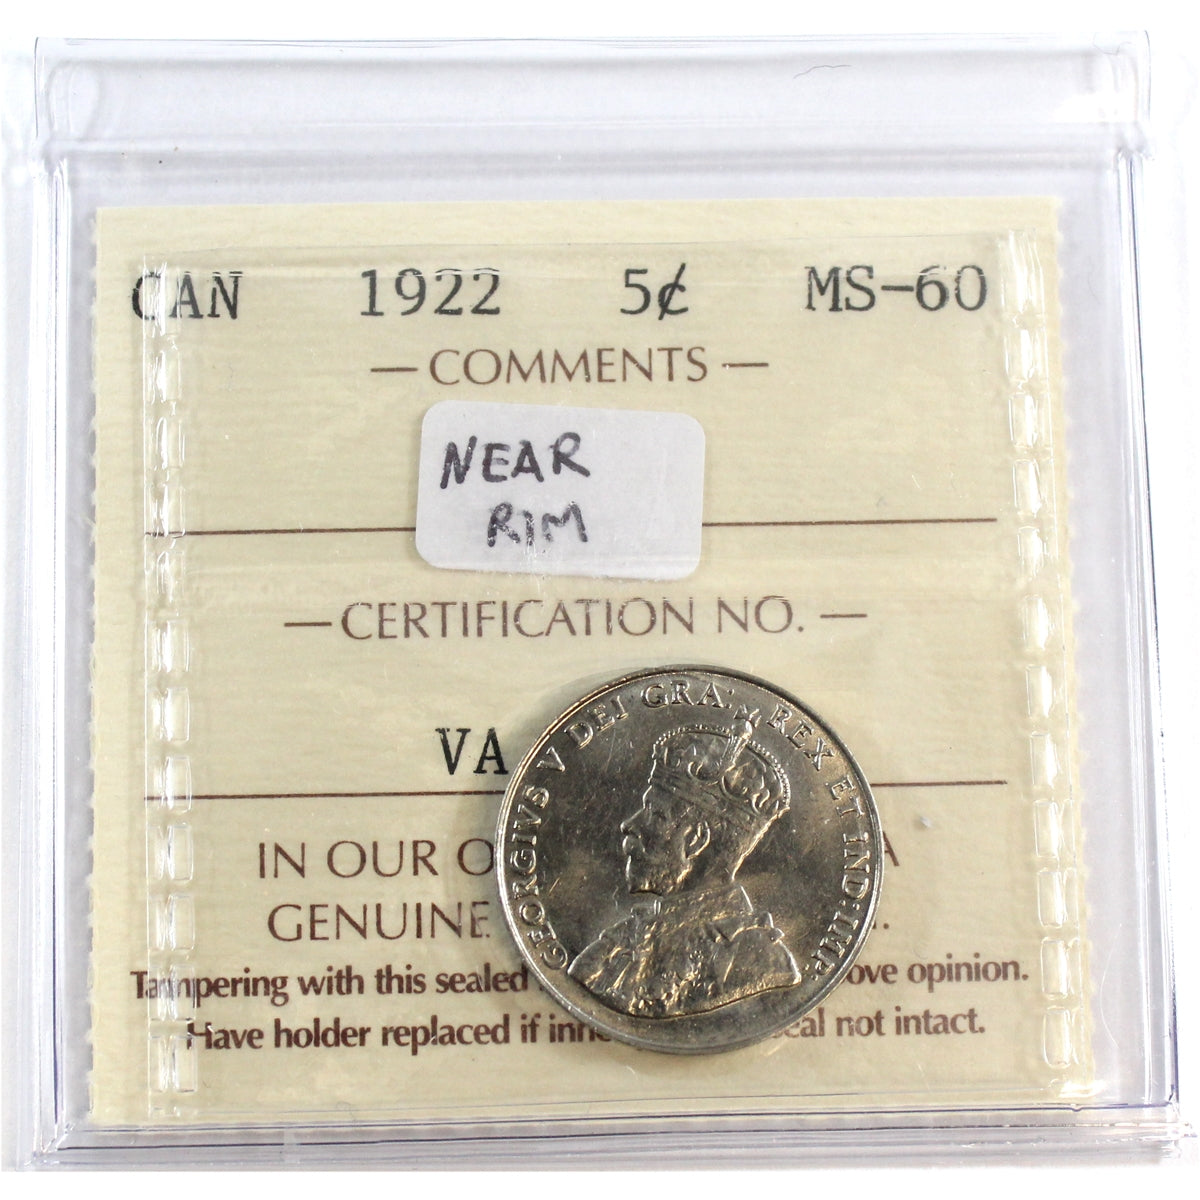 CAN 1922 5¢ MS-60
— COMMENTS —
NEAR
RIM
— CERTIFICATION NO. —
VA
IN OUR
GENUINE
Tampering with this sealed ove opinion.
Have holder replaced if inne eal not intact.
GEORGIVS V DEI GRA: REX ET IND:IMP: